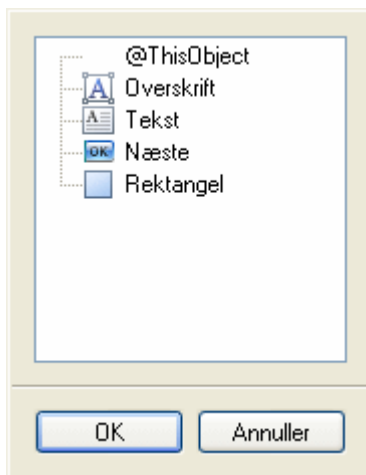 @ThisObject
Overskrift
Tekst
Næste
Rektangel
OK Annuller